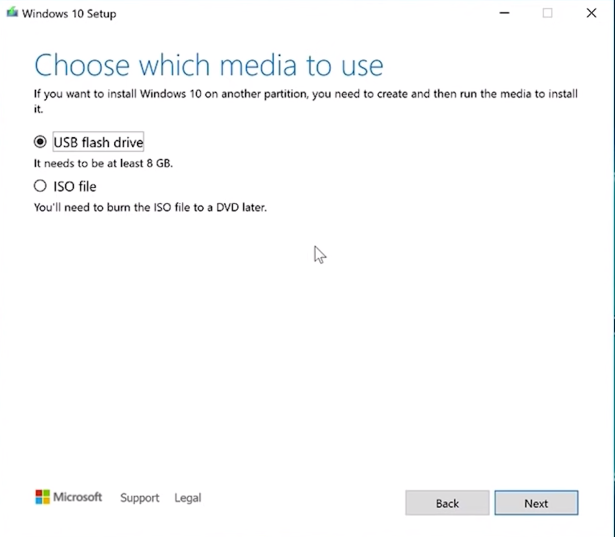 Windows 10 Setup
Choose which media to use
If you want to install Windows 10 on another partition, you need to create and then run the media to install
it.
USB flash drive
It needs to be at least 8 GB.
ISO file
You'll need to burn the ISO file to a DVD later.
Microsoft Support Legal Back Next